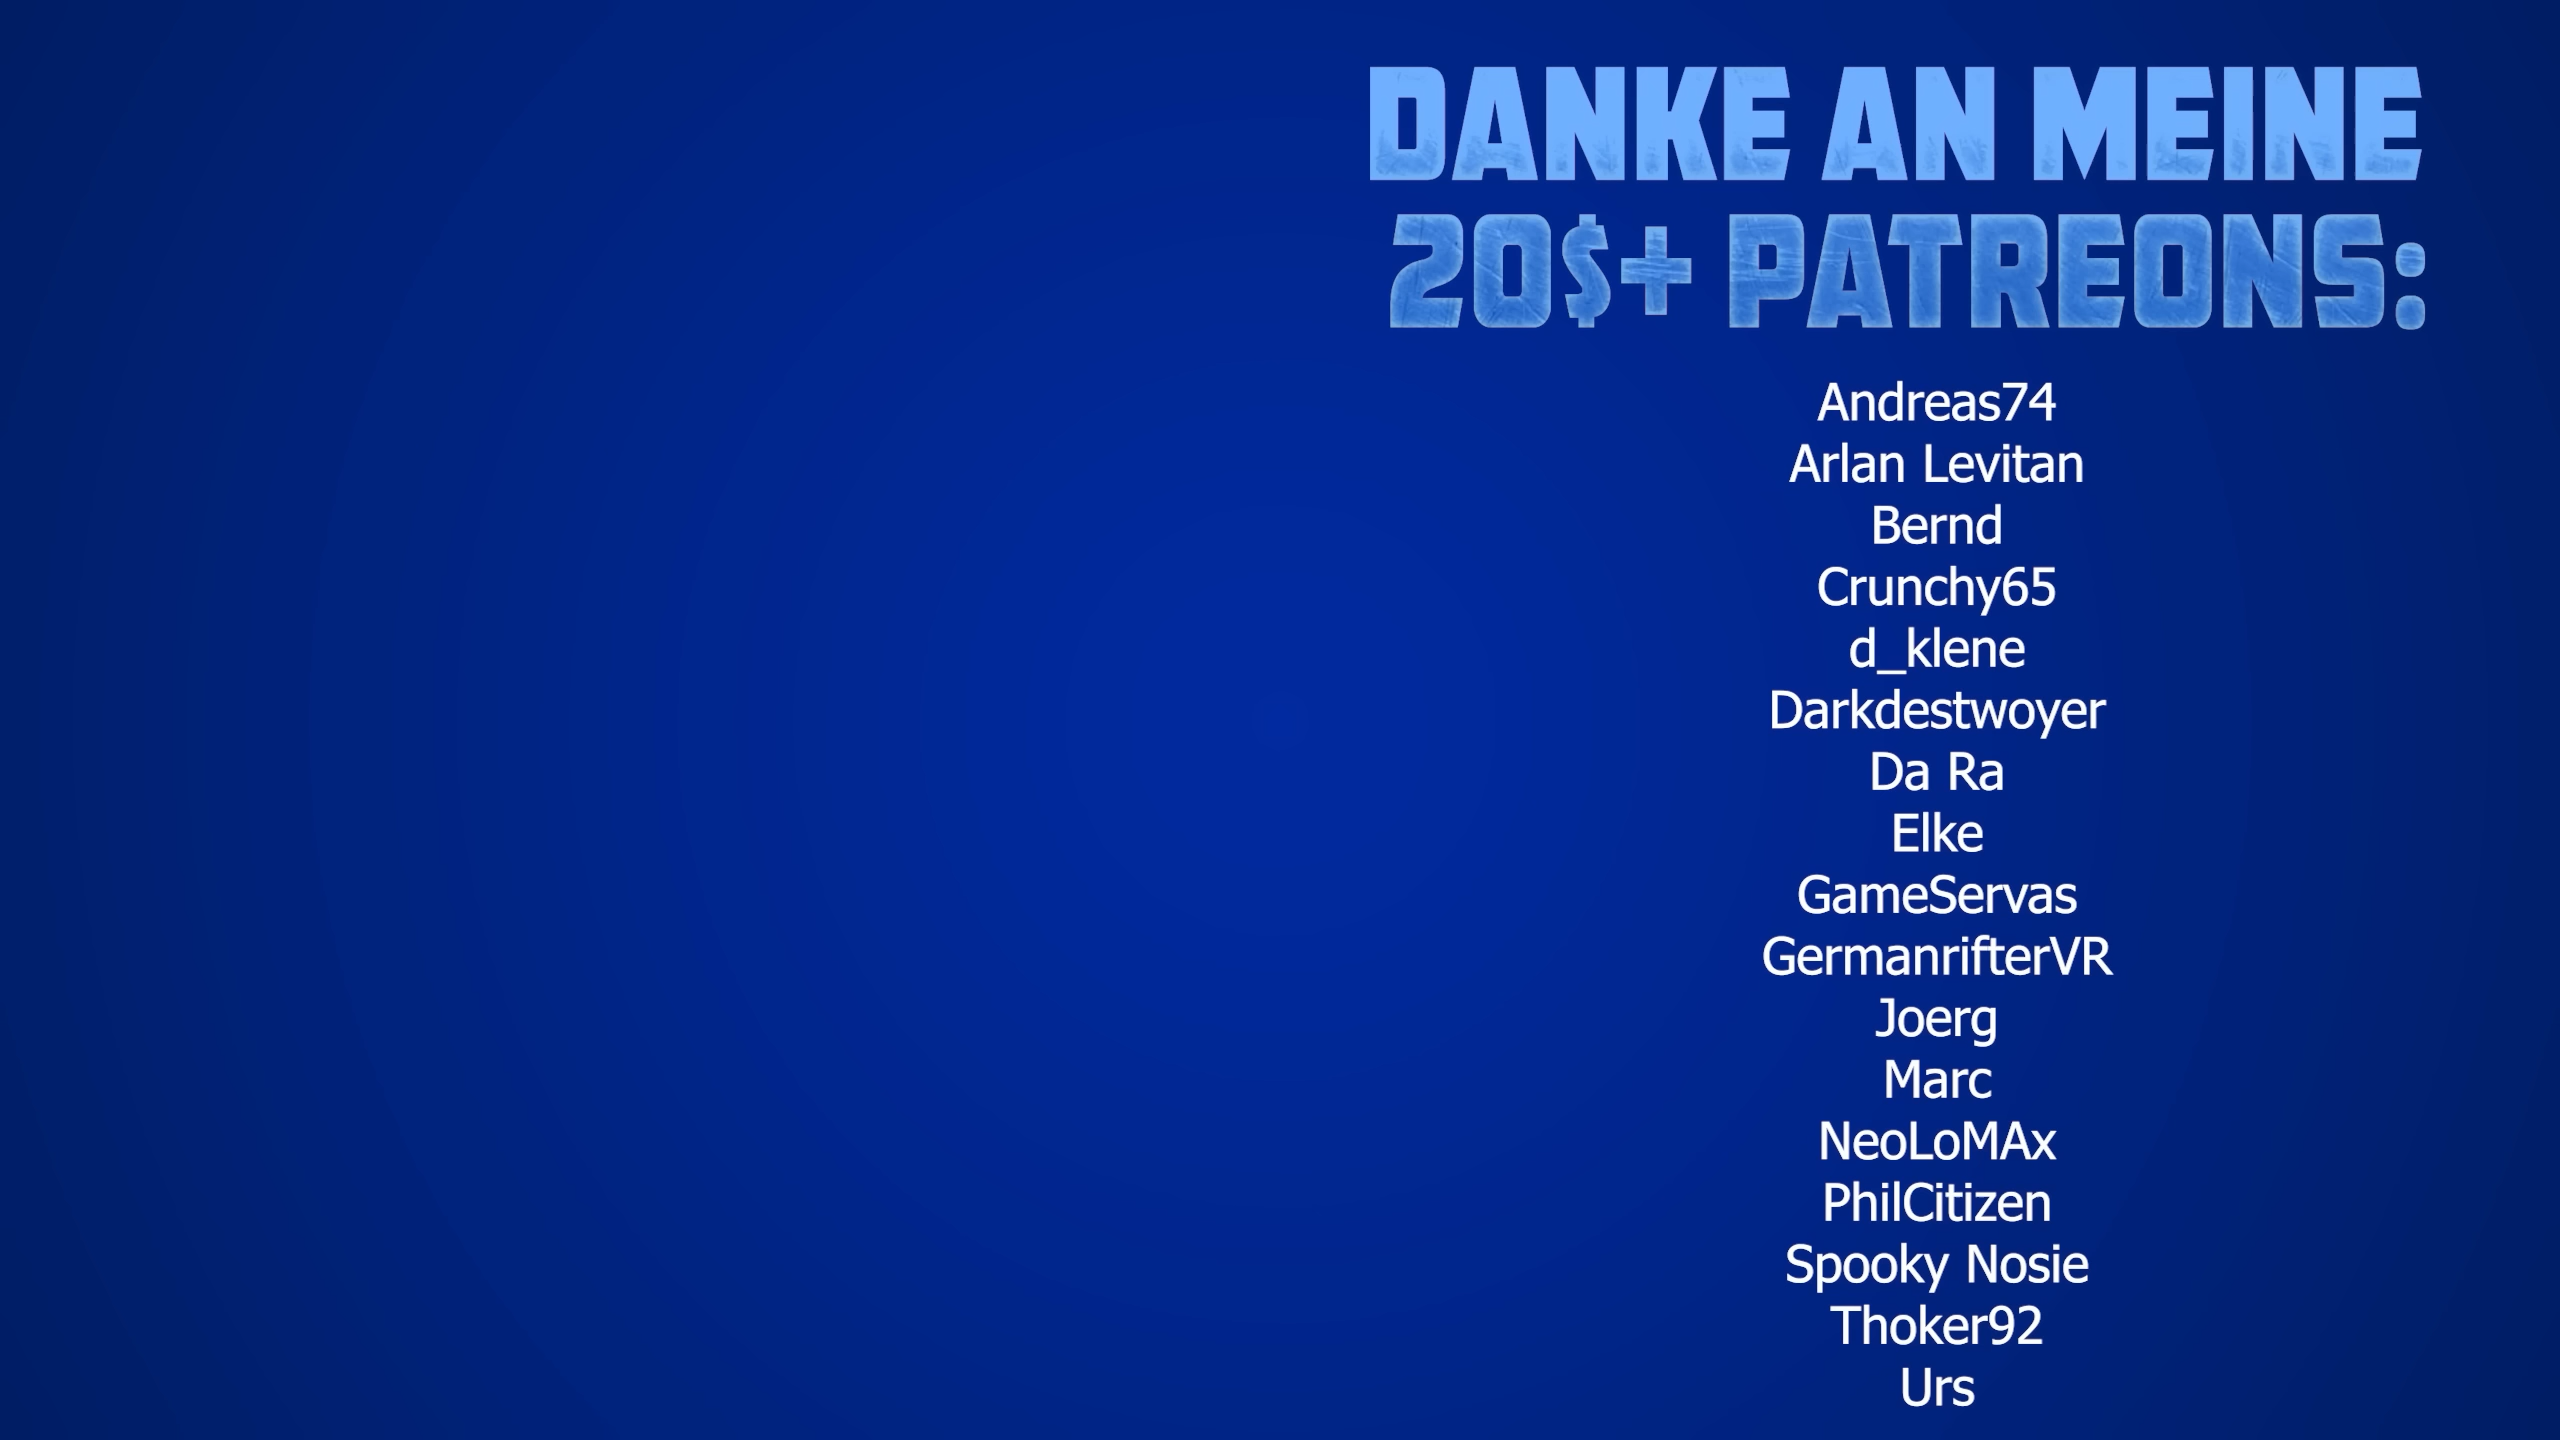 DANKE AN MEINE
20$+ PATREONS:
Andreas74
Arlan Levitan
Bernd
Crunchy65
d_klene
Darkdestwoyer
Da Ra
Elke
GameServas
GermanrifterVR
Joerg
Marc
NeoLoMAx
PhilCitizen
Spooky Nosie
Thoker92
Urs